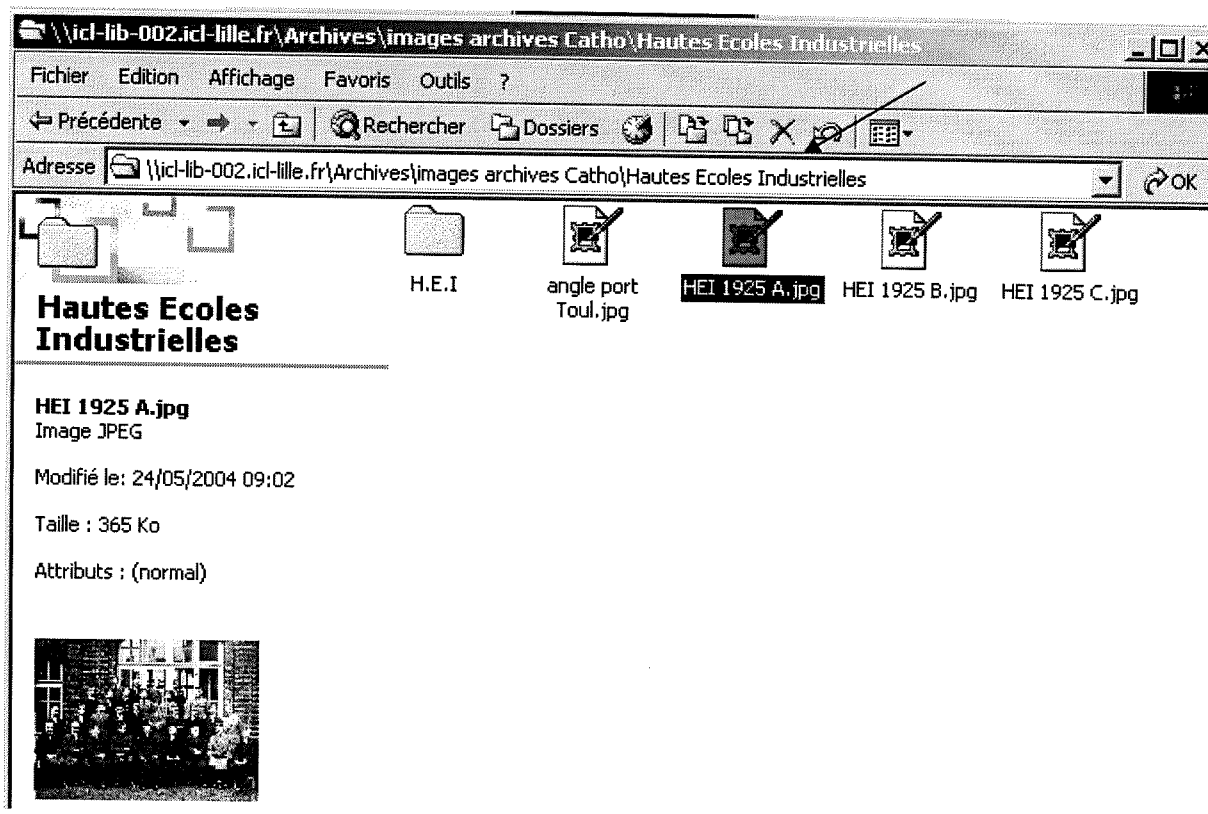 \\icl-lib-002.icl-lille.fr\Archives\images archives Catho\Hautes Ecoles Industrielles
Fichier Edition Affichage Favoris Outils ?
Précédente Rechercher Dossiers
Adresse \\icl-lib-002.icl-lille.fr\Archives\images archives Catho\Hautes Ecoles Industrielles OK
H.E.I
angle port
Toul.jpg
HEI 1925 A.jpg
HEI 1925 B.jpg
HEI 1925 C.jpg
Hautes Ecoles
Industrielles
HEI 1925 A.jpg
Image JPEG
Modifié le: 24/05/2004 09:02
Taille : 365 Ko
Attributs : (normal)